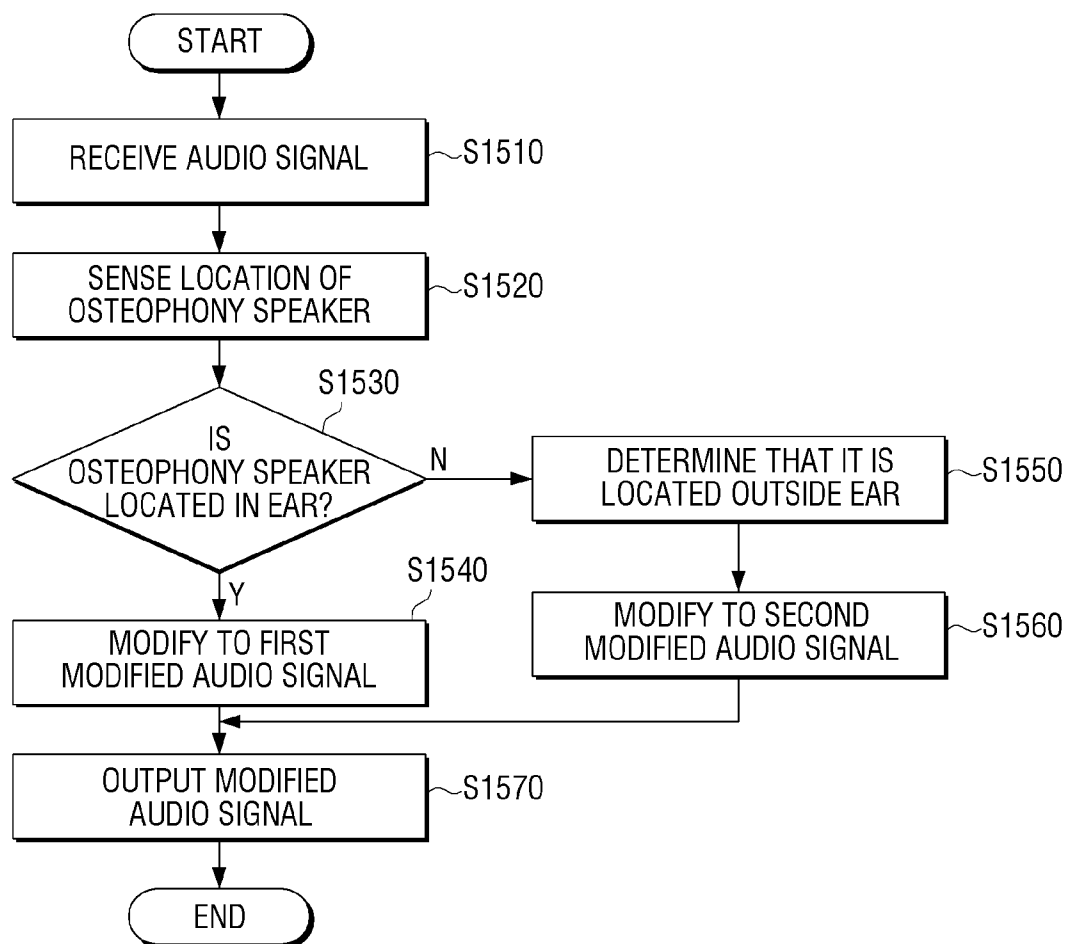 START
RECEIVE AUDIO SIGNAL
S1510
SENSE LOCATION OF
OSTEOPHONY SPEAKER
S1520
S1530
IS
OSTEOPHONY SPEAKER
LOCATED IN EAR?
N
DETERMINE THAT IT IS
LOCATED OUTSIDE EAR
S1550
Y
S1540
MODIFY TO FIRST
MODIFIED AUDIO SIGNAL
MODIFY TO SECOND
MODIFIED AUDIO SIGNAL
S1560
OUTPUT MODIFIED
AUDIO SIGNAL
S1570
END